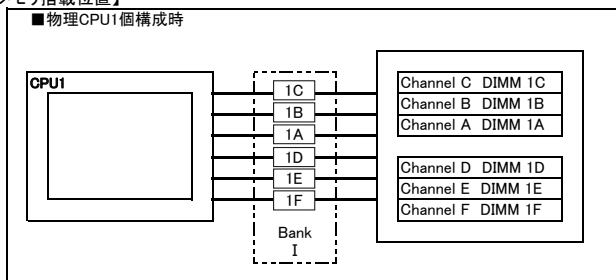 メモリ搭載位置】
■物理CPU1個構成時
CPU1
1C
1B
1A
1D
1E
1F
Bank
I
Channel C DIMM 1C
Channel B DIMM 1B
Channel A DIMM 1A
Channel D DIMM 1D
Channel E DIMM 1E
Channel F DIMM 1F